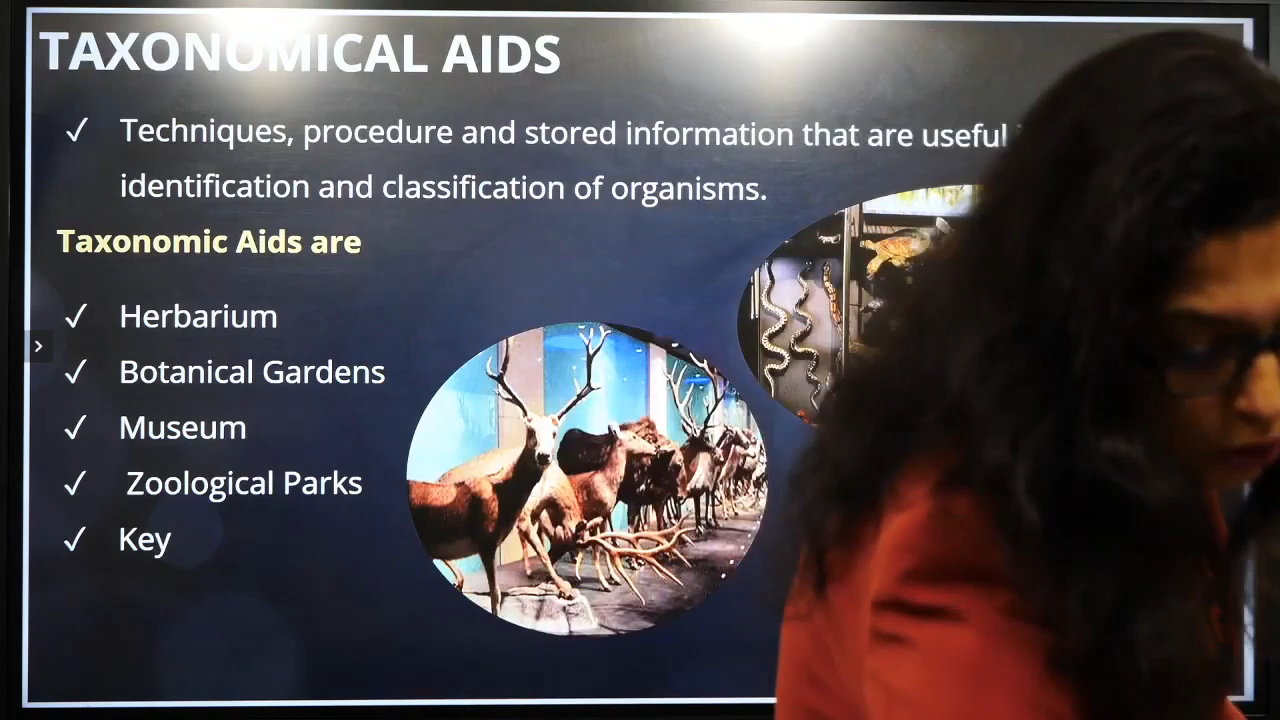 TAXONOMICAL AIDS
✓ Techniques, procedure and stored information that are useful
identification and classification of organisms.
Taxonomic Aids are
✓ Herbarium
✓ Botanical Gardens
✓ Museum
✓ Zoological Parks
✓ Key